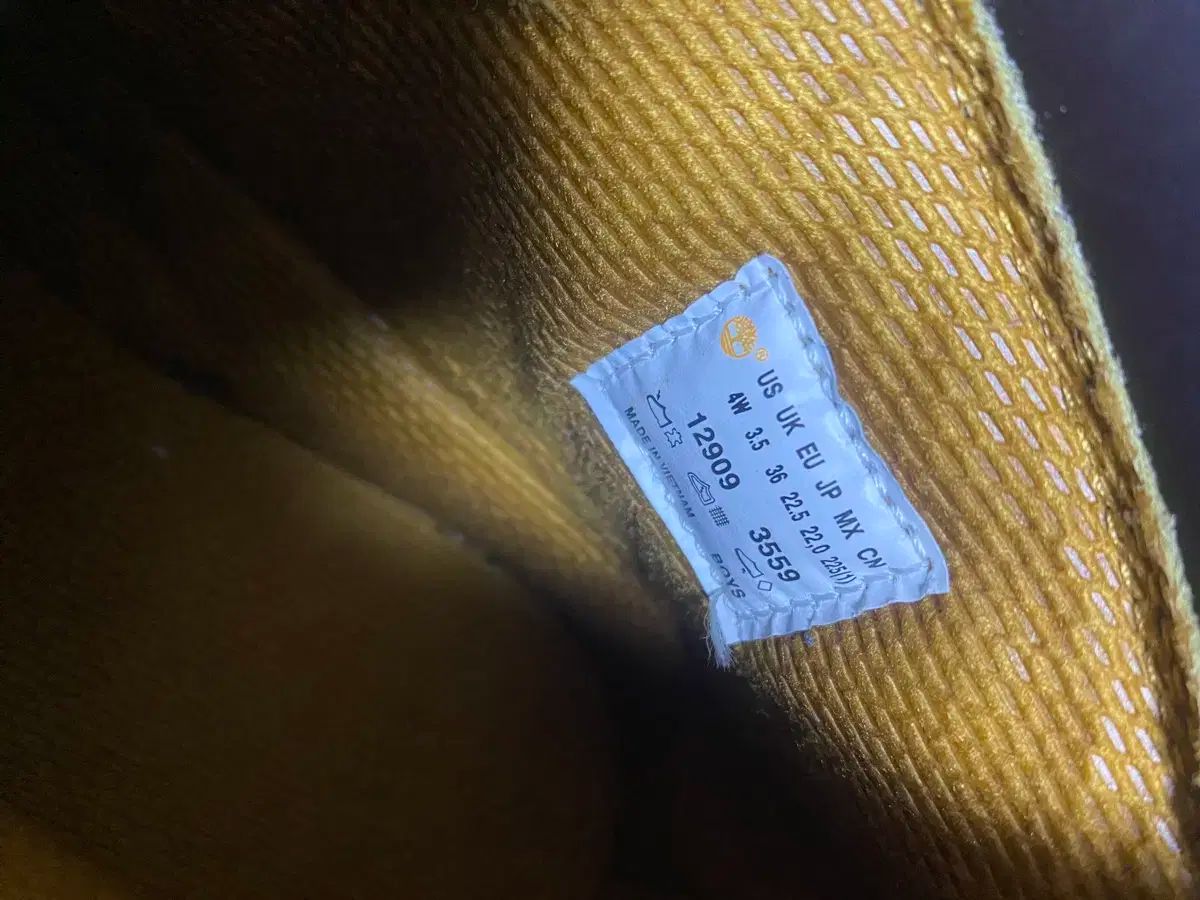 ®
US UK EU JP MX CN
4W 3.5 36 22.5 22,0 225(1)
12909 3559
MADE IN VIETNAM BOYS